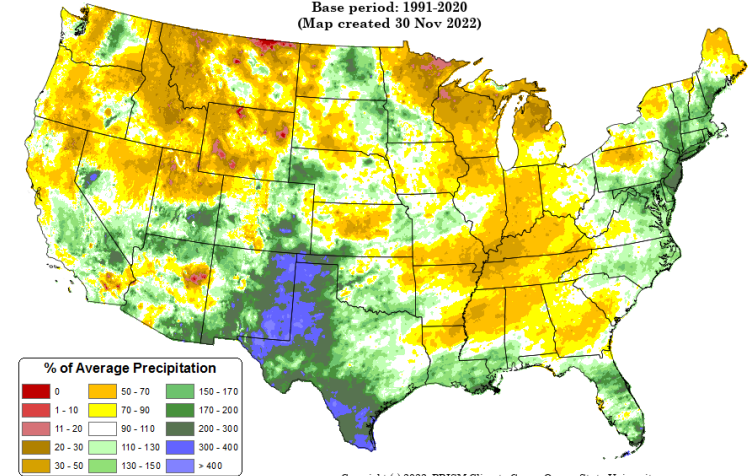 Base period: 1991-2020
(Map created 30 Nov 2022)
% of Average Precipitation
0
50 - 70
150 - 170
1 - 10
70 - 90
170 - 200
11 - 20
90 - 110
200 - 300
20 - 30
110 - 130
300 - 400
30 - 50
130 - 150
> 400